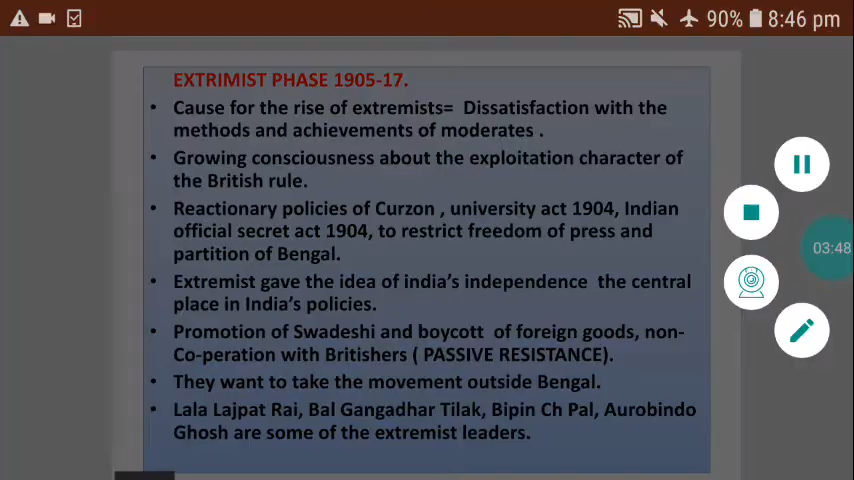 90% 8:46 pm
EXTRIMIST PHASE 1905-17.
• Cause for the rise of extremists= Dissatisfaction with the
methods and achievements of moderates .
• Growing consciousness about the exploitation character of
the British rule.
• Reactionary policies of Curzon , university act 1904, Indian
official secret act 1904, to restrict freedom of press and
partition of Bengal.
• Extremist gave the idea of india's independence the central
place in India's policies.
• Promotion of Swadeshi and boycott of foreign goods, non-
Co-peration with Britishers ( PASSIVE RESISTANCE).
• They want to take the movement outside Bengal.
• Lala Lajpat Rai, Bal Gangadhar Tilak, Bipin Ch Pal, Aurobindo
Ghosh are some of the extremist leaders.
03:48